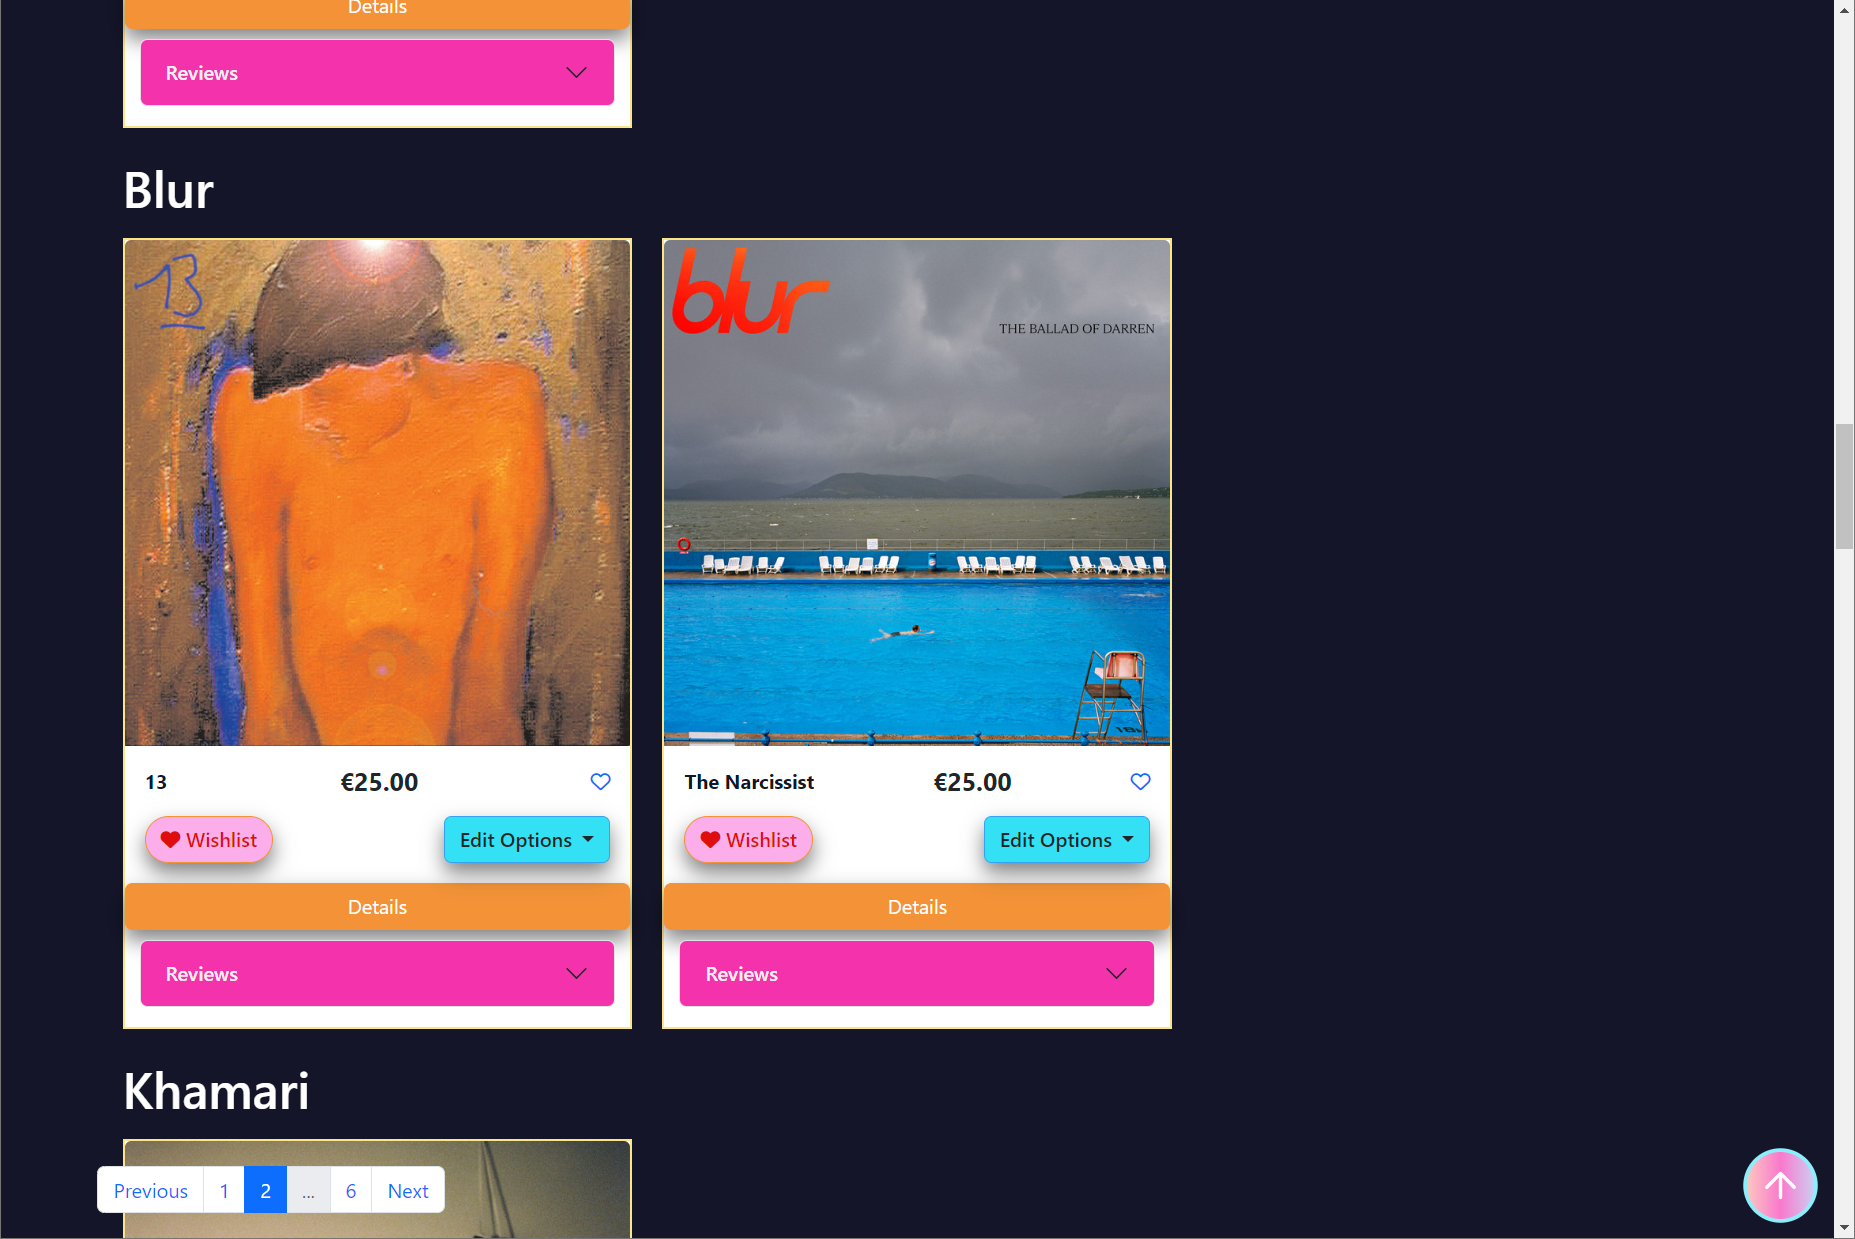 Details
Reviews
Blur
13
blur
THE BALLAD OF DARREN
13 €25.00
Wishlist Edit Options
Details
Reviews
The Narcissist €25.00
Wishlist Edit Options
Details
Reviews
Khamari
Previous 1 2 ... 6 Next